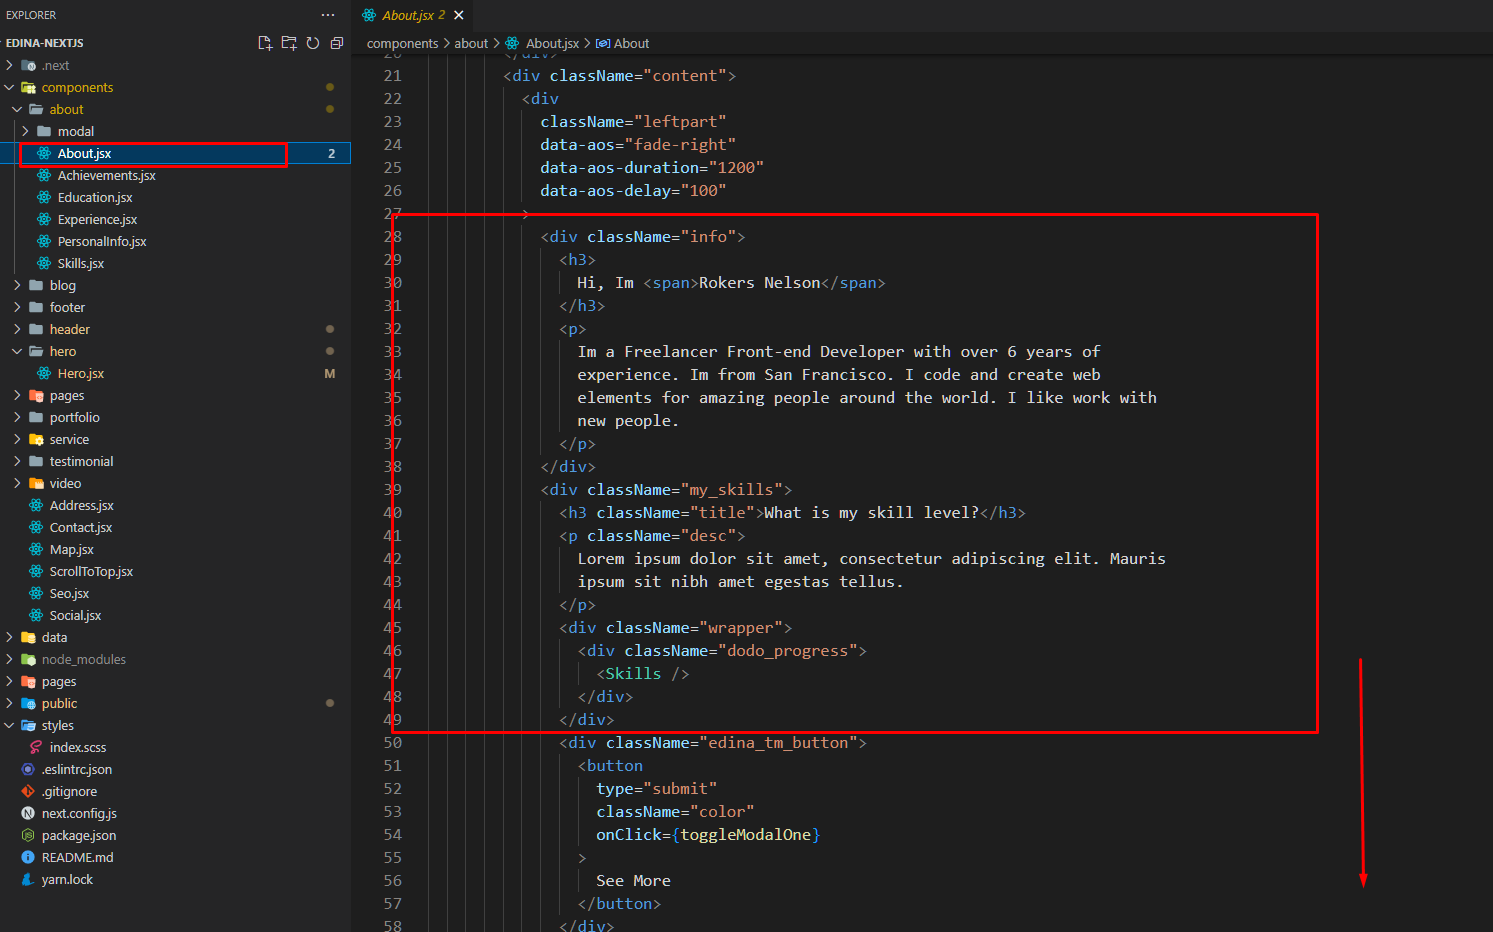 EXPLORER
EDINA-NEXTJS
.next
components
about
modal
About.jsx 2
Achievements.jsx
Education.jsx
Experience.jsx
PersonalInfo.jsx
Skills.jsx
blog
footer
header
hero
Hero.jsx M
pages
portfolio
service
testimonial
video
Address.jsx
Contact.jsx
Map.jsx
ScrollToTop.jsx
Seo.jsx
Social.jsx
data
node_modules
pages
public
styles
index.scss
.eslintrc.json
.gitignore
next.config.js
package.json
README.md
yarn.lock
About.jsx 2
components > about > About.jsx > About
20 </div>
21 <div className="content">
22 <div
23 className="leftpart"
24 data-aos="fade-right"
25 data-aos-duration="1200"
26 data-aos-delay="100"
27 >
28 <div className="info">
29 <h3>
30 Hi, Im <span>Rokers Nelson</span>
31 </h3>
32 <p>
33 Im a Freelancer Front-end Developer with over 6 years of
34 experience. Im from San Francisco. I code and create web
35 elements for amazing people around the world. I like work with
36 new people.
37 </p>
38 </div>
39 <div className="my_skills">
40 <h3 className="title">What is my skill level?</h3>
41 <p className="desc">
42 Lorem ipsum dolor sit amet, consectetur adipiscing elit. Mauris
43 ipsum sit nibh amet egestas tellus.
44 </p>
45 <div className="wrapper">
46 <div className="dodo_progress">
47 <Skills />
48 </div>
49 </div>
50 <div className="edina_tm_button">
51 <button
52 type="submit"
53 className="color"
54 onClick={toggleModalOne}
55 >
56 See More
57 </button>
58 </div>